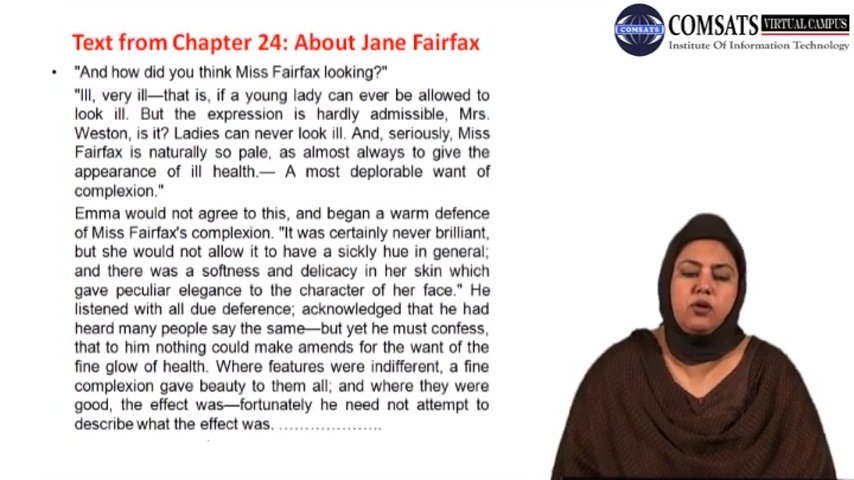 Text from Chapter 24: About Jane Fairfax
COMSATS VIRTUAL CAMPUS
Institute Of Information Technology
COMSATS
• "And how did you think Miss Fairfax looking?"
"Ill, very ill—that is, if a young lady can ever be allowed to
look ill. But the expression is hardly admissible, Mrs.
Weston, is it? Ladies can never look ill. And, seriously, Miss
Fairfax is naturally so pale, as almost always to give the
appearance of ill health.— A most deplorable want of
complexion."
Emma would not agree to this, and began a warm defence
of Miss Fairfax's complexion. "It was certainly never brilliant,
but she would not allow it to have a sickly hue in general;
and there was a softness and delicacy in her skin which
gave peculiar elegance to the character of her face." He
listened with all due deference; acknowledged that he had
heard many people say the same—but yet he must confess,
that to him nothing could make amends for the want of the
fine glow of health. Where features were indifferent, a fine
complexion gave beauty to them all; and where they were
good, the effect was—fortunately he need not attempt to
describe what the effect was. ………………….